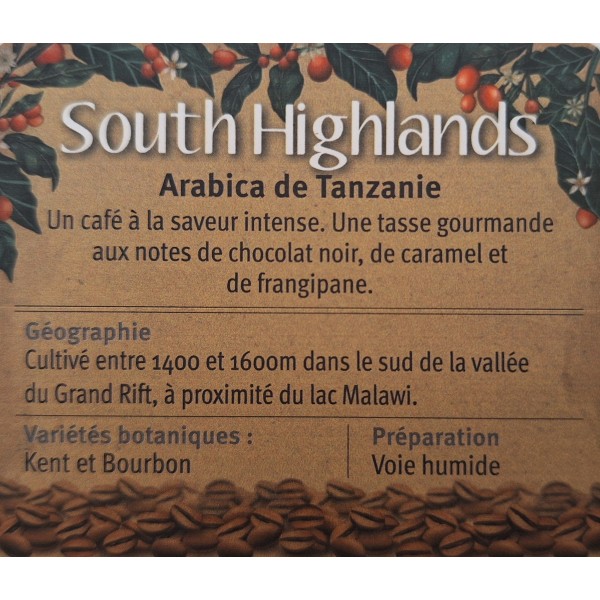 South Highlands
Arabica de Tanzanie
Un café à la saveur intense. Une tasse gourmande
aux notes de chocolat noir, de caramel et
de frangipane.
Géographie
Cultivé entre 1400 et 1600m dans le sud de la vallée
du Grand Rift, à proximité du lac Malawi.
Variétés botaniques :
Kent et Bourbon
Préparation
Voie humide